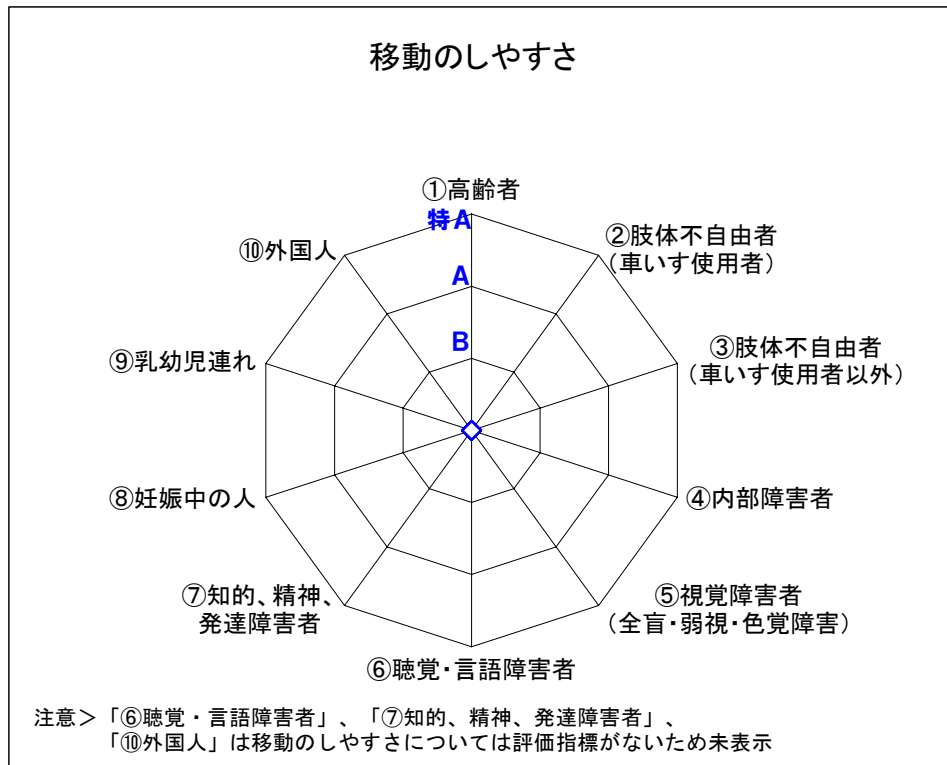 移動のしやすさ
①高齢者
特A
A
B
②肢体不自由者
（車いす使用者）
③肢体不自由者
（車いす使用者以外）
④内部障害者
⑤視覚障害者
（全盲・弱視・色覚障害）
⑥聴覚・言語障害者
⑦知的、精神、
発達障害者
⑧妊娠中の人
⑨乳幼児連れ
⑩外国人
注意＞「⑥聴覚・言語障害者」、「⑦知的、精神、発達障害者」、
「⑩外国人」は移動のしやすさについては評価指標がないため未表示